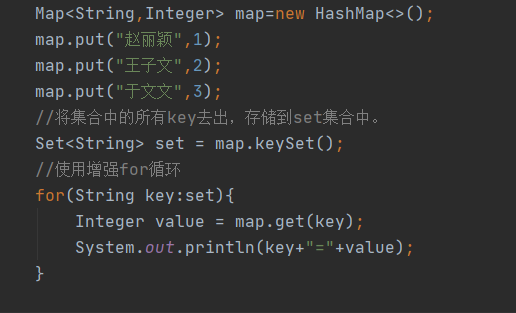 Map<String,Integer> map=new HashMap<>();
map.put("赵丽颖",1);
map.put("王子文",2);
map.put("于文文",3);
//将集合中的所有key去出，存储到set集合中。
Set<String> set = map.keySet();
//使用增强for循环
for(String key:set){
    Integer value = map.get(key);
    System.out.println(key+"="+value);
}